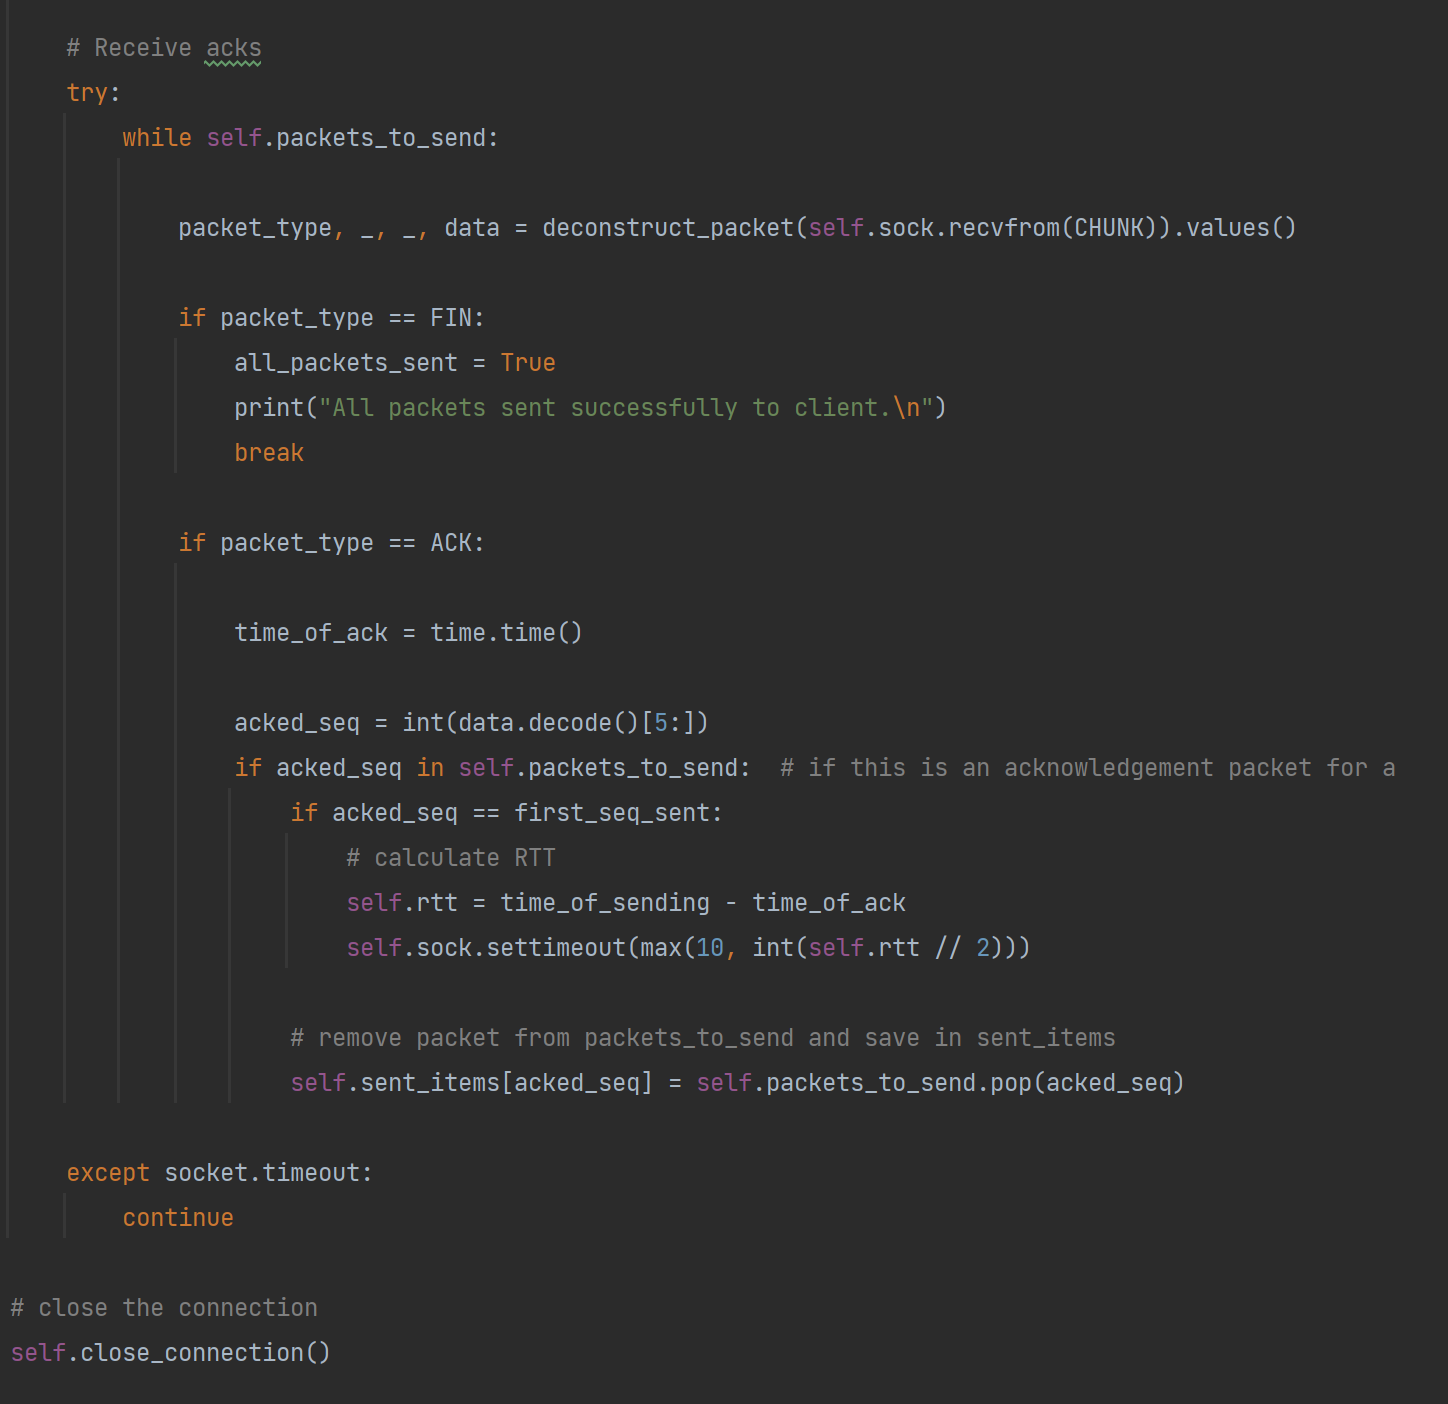 # Receive acks
try:
while self.packets_to_send:
packet_type, _, _, data = deconstruct_packet(self.sock.recvfrom(CHUNK)).values()
if packet_type == FIN:
all_packets_sent = True
print("All packets sent successfully to client.\n")
break
if packet_type == ACK:
time_of_ack = time.time()
acked_seq = int(data.decode()[5:])
if acked_seq in self.packets_to_send:  # if this is an acknowledgement packet for a
if acked_seq == first_seq_sent:
# calculate RTT
self.rtt = time_of_sending - time_of_ack
self.sock.settimeout(max(10, int(self.rtt // 2)))
# remove packet from packets_to_send and save in sent_items
self.sent_items[acked_seq] = self.packets_to_send.pop(acked_seq)
except socket.timeout:
continue
# close the connection
self.close_connection()